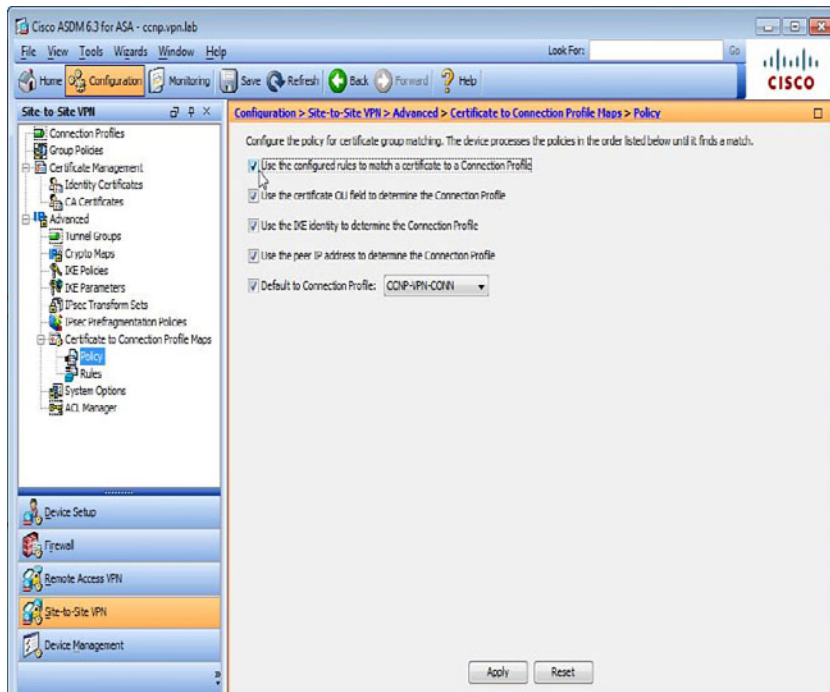 Cisco ASDM 6.3 for ASA - ccnp.vpn.lab
File View Tools Wizards Window Help
Look For:
Go
Home Configuration Monitoring Save Refresh Back Forward Help
CISCO
Site-to-Site VPN
Connection Profiles
Group Policies
Certificate Management
Identity Certificates
CA Certificates
Advanced
Tunnel Groups
Crypto Maps
IKE Policies
IKE Parameters
IPsec Transform Sets
IPsec Prefragmentation Policies
Certificate to Connection Profile Maps
Policy
Rules
System Options
ACL Manager
Device Setup
Firewall
Remote Access VPN
Site-to-Site VPN
Device Management
Configuration > Site-to-Site VPN > Advanced > Certificate to Connection Profile Maps > Policy
Configure the policy for certificate group matching. The device processes the policies in the order listed below until it finds a match.
Use the configured rules to match a certificate to a Connection Profile
Use the certificate OU field to determine the Connection Profile
Use the IKE identity to determine the Connection Profile
Use the peer IP address to determine the Connection Profile
Default to Connection Profile: CCNP-VPN-CONN
Apply Reset